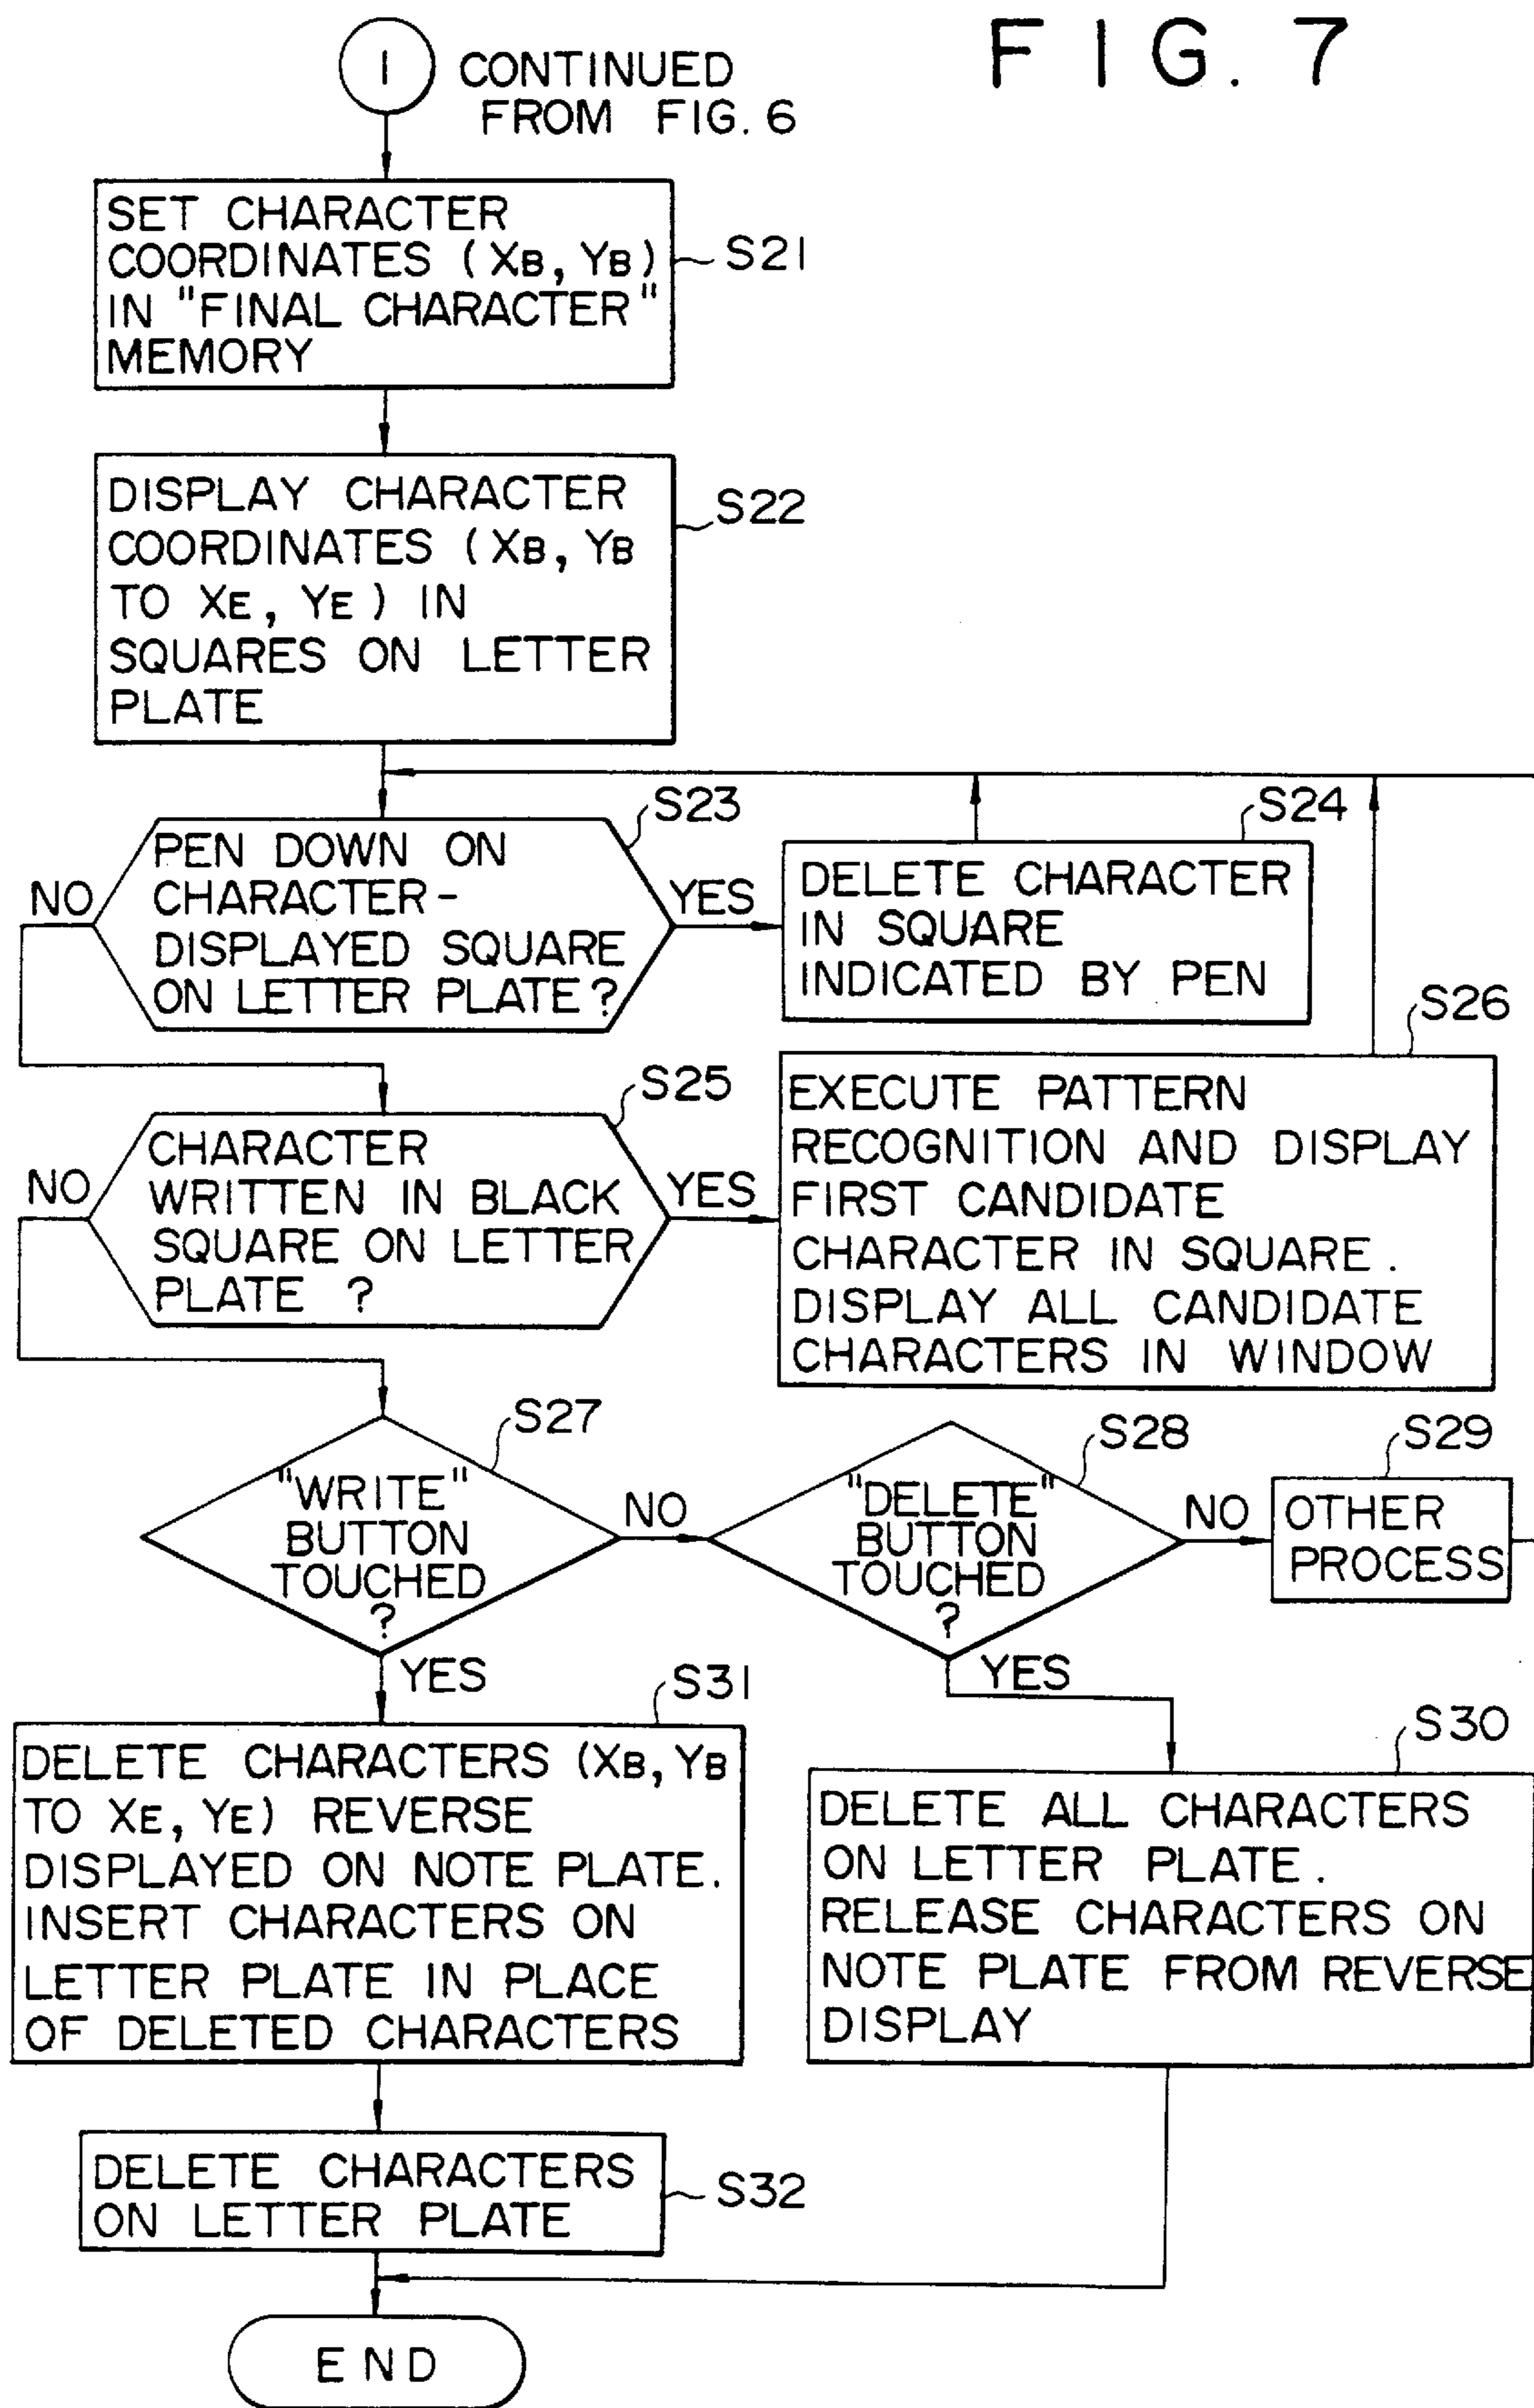 FIG. 7
1
CONTINUED
FROM FIG. 6
SET CHARACTER
COORDINATES (XB, YB)
IN "FINAL CHARACTER"
MEMORY
S21
DISPLAY CHARACTER
COORDINATES (XB, YB
TO XE, YE) IN
SQUARES ON LETTER
PLATE
S22
S23
PEN DOWN ON
CHARACTER-
DISPLAYED SQUARE
ON LETTER PLATE?
NO
YES
S24
DELETE CHARACTER
IN SQUARE
INDICATED BY PEN
S25
CHARACTER
WRITTEN IN BLACK
SQUARE ON LETTER
PLATE ?
NO
YES
S26
EXECUTE PATTERN
RECOGNITION AND DISPLAY
FIRST CANDIDATE
CHARACTER IN SQUARE.
DISPLAY ALL CANDIDATE
CHARACTERS IN WINDOW
S27
"WRITE"
BUTTON
TOUCHED
?
NO
YES
S28
"DELETE"
BUTTON
TOUCHED
?
NO
YES
S29
OTHER
PROCESS
S31
DELETE CHARACTERS (XB, YB
TO XE, YE) REVERSE
DISPLAYED ON NOTE PLATE.
INSERT CHARACTERS ON
LETTER PLATE IN PLACE
OF DELETED CHARACTERS
S30
DELETE ALL CHARACTERS
ON LETTER PLATE.
RELEASE CHARACTERS ON
NOTE PLATE FROM REVERSE
DISPLAY
DELETE CHARACTERS
ON LETTER PLATE
S32
END